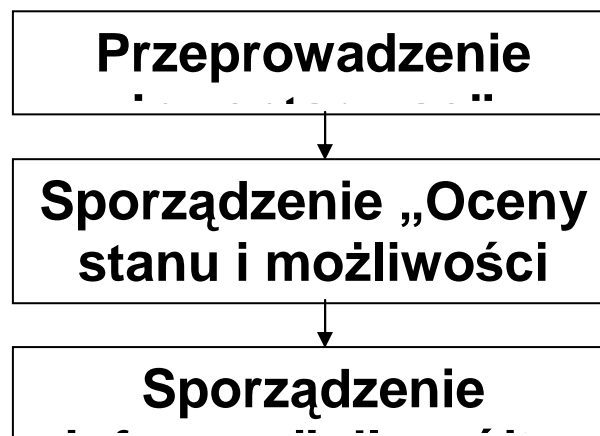 Przeprowadzenie
Sporządzenie „Oceny
stanu i możliwości
Sporządzenie